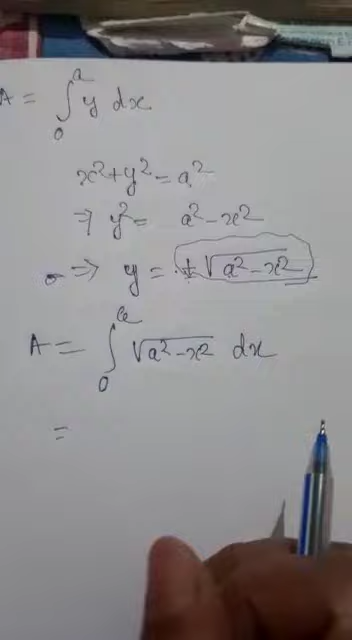 A = ∫₀ᵃ y dx
x²+y² = a²
⇒ y² = a²-x²
⇒ y = ±√a²-x²
A = ∫₀ᵃ √a²-x² dx
=